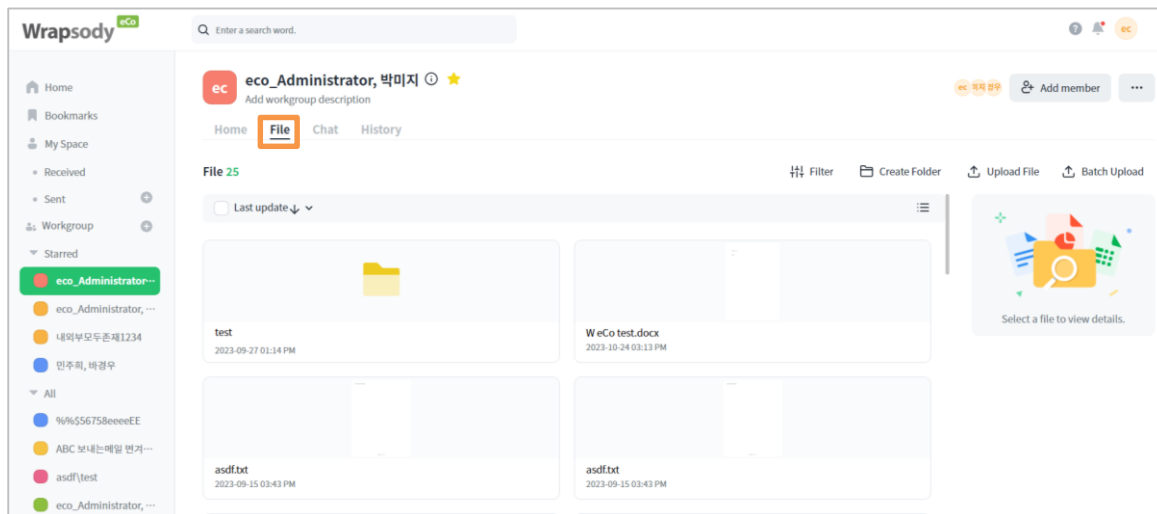 Wrapsody eCo
Enter a search word.
ec
Home
Bookmarks
My Space
Received
Sent
Workgroup
Starred
eco_Administrator···
eco_Administrator, ···
내외부모두존재1234
민주희, 바경우
All
%%$56758eeeeEE
ABC 보내는메일 변겨···
asdf\test
eco_Administrator, ···
ec
eco_Administrator, 박미지
Add workgroup description
ec
Add member
Home File Chat History
File 25
Filter Create Folder Upload File Batch Upload
Last update
test
2023-09-27 01:14 PM
W eCo test.docx
2023-10-24 03:13 PM
asdf.txt
2023-09-15 03:43 PM
asdf.txt
2023-09-15 03:43 PM
Select a file to view details.